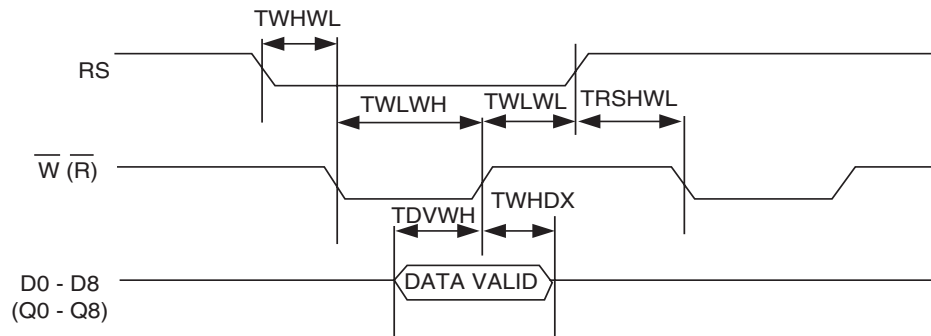 TWHWL
RS
TWLWH TWLWL TRSHWL
W (R)
TDVWH TWHDX
D0 - D8 DATA VALID
(Q0 - Q8)